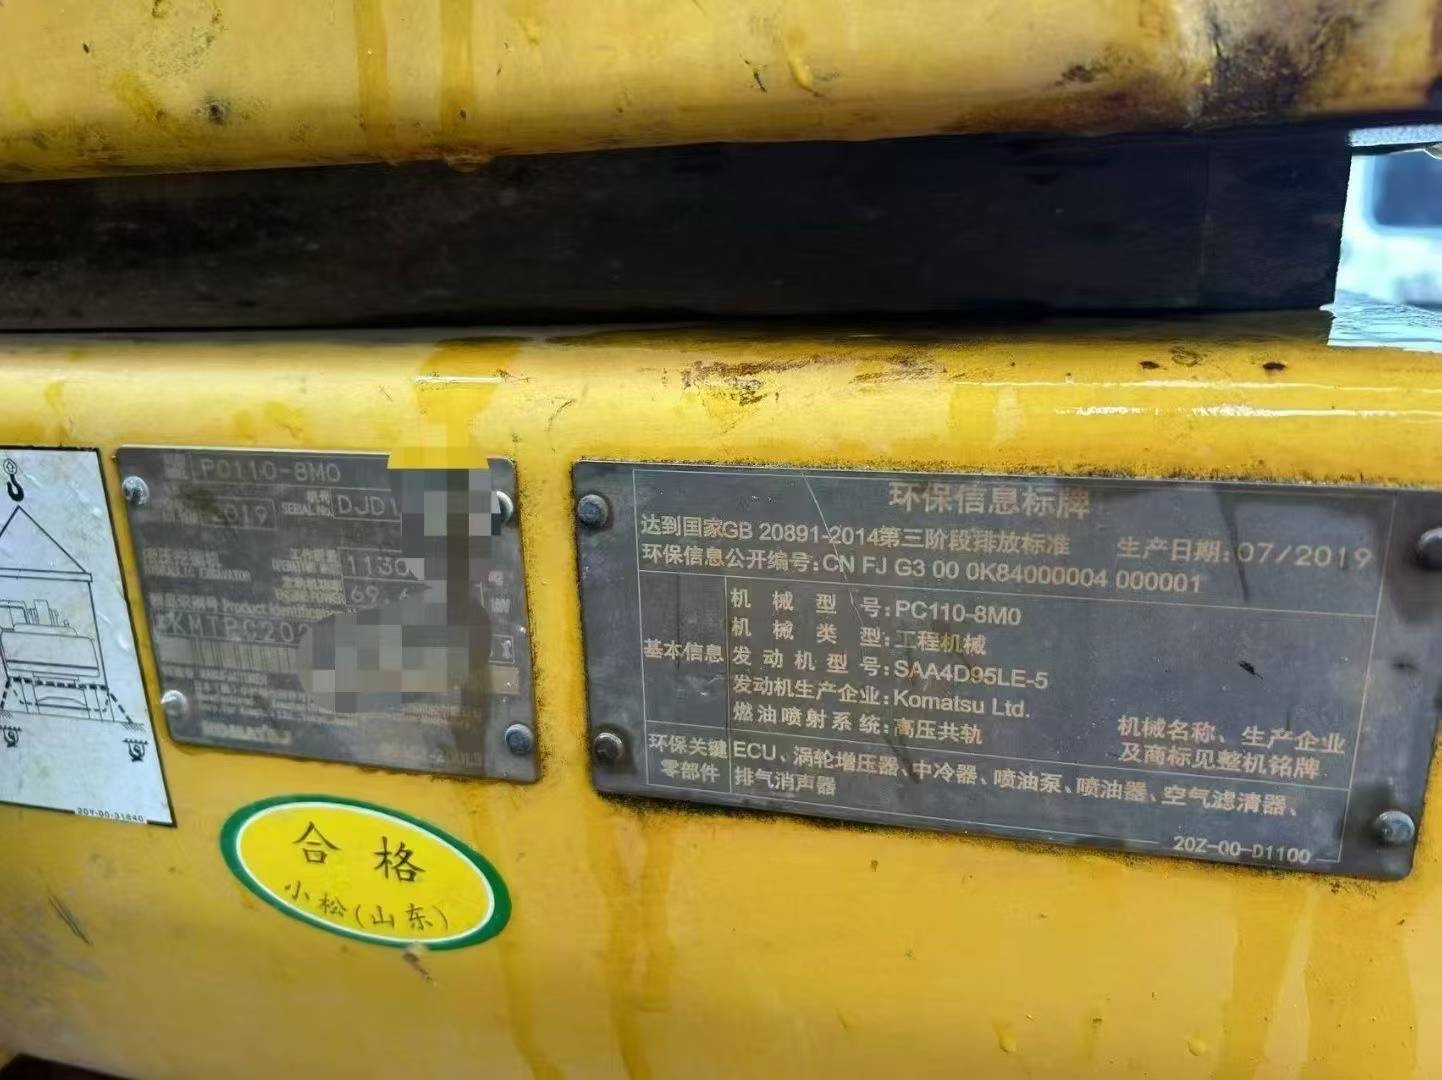 PC110-8M0
2019
SERIAL NO.
DJD1
1130
69.
KMTPC202
20Y-00-31840
合格
小松(山东)
环保信息标牌
达到国家GB 20891-2014第三阶段排放标准 生产日期:07/2019
环保信息公开编号:CN FJ G3 00 0K84000004 000001
基本信息
机械型号:PC110-8M0
机械类型:工程机械
发动机型号:SAA4D95LE-5
发动机生产企业:Komatsu Ltd.
燃油喷射系统:高压共轨
机械名称、生产企业
及商标见整机铭牌
环保关键
零部件
ECU、涡轮增压器、中冷器、喷油泵、喷油器、空气滤清器、
排气消声器
20Z-00-D1100